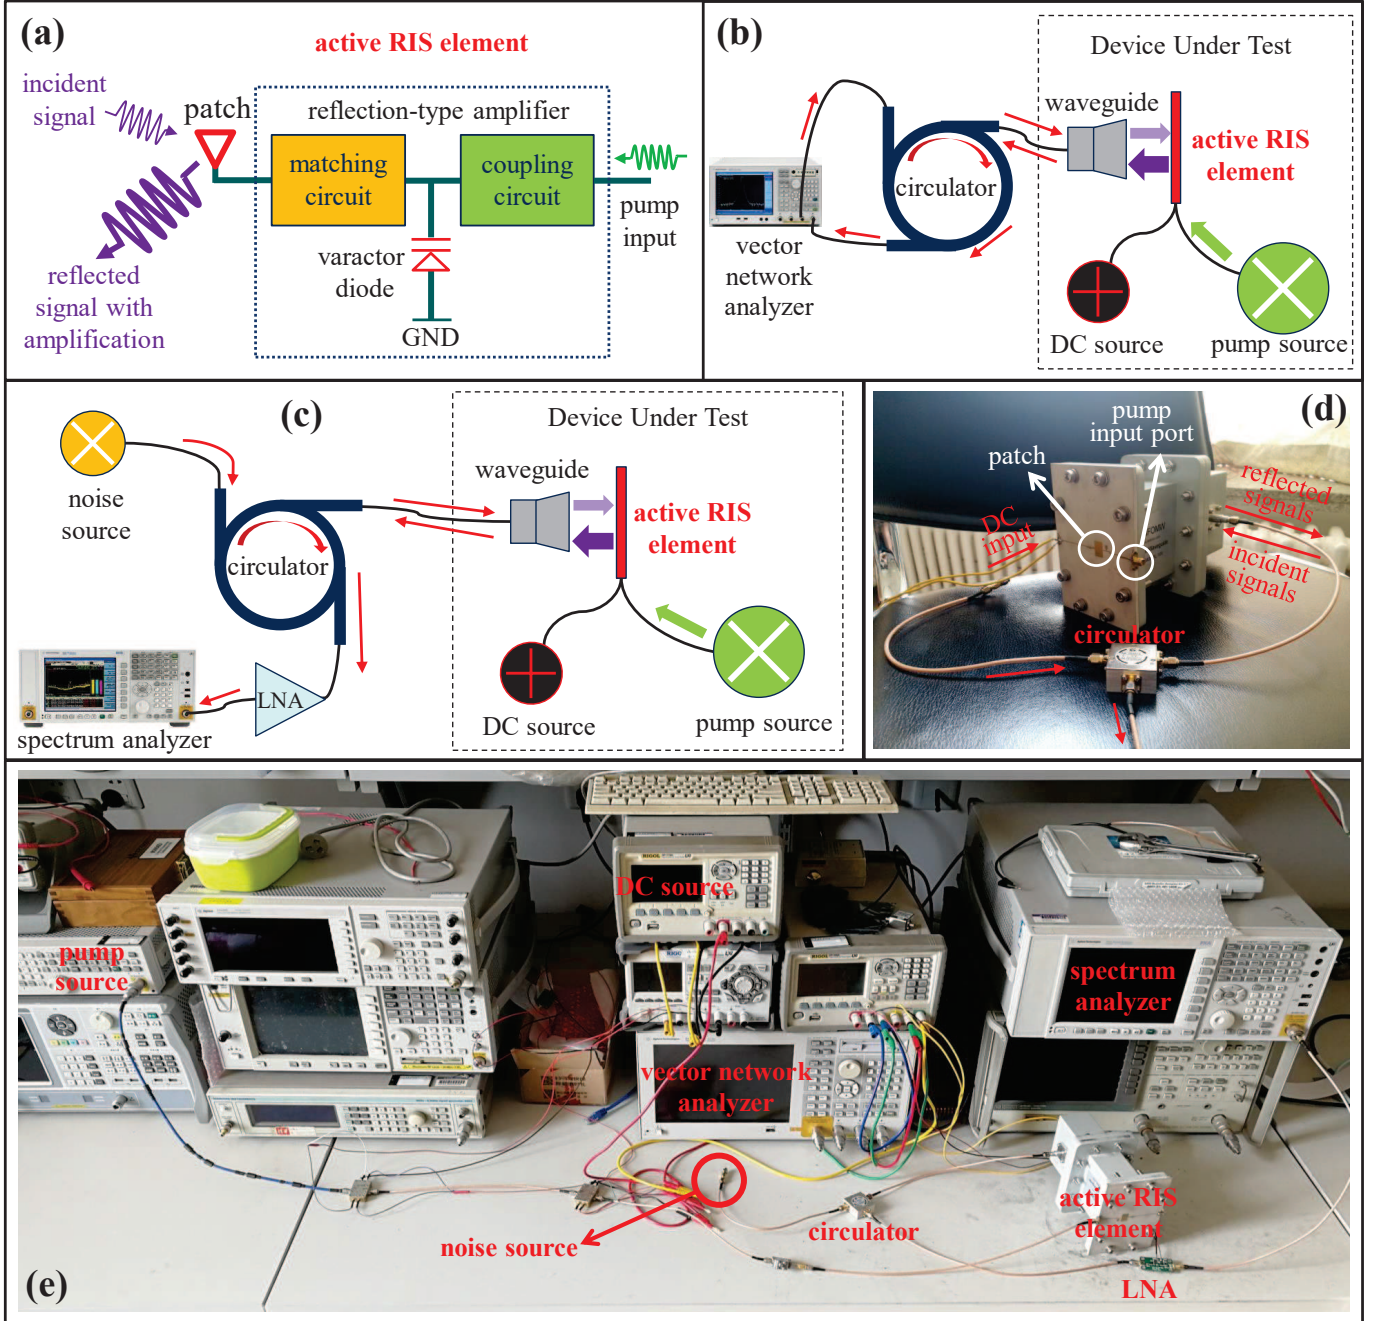 (a)
active RIS element
incident
signal
patch
reflection-type amplifier
matching
circuit
coupling
circuit
pump
input
varactor
diode
GND
reflected
signal with
amplification
(b)
Device Under Test
waveguide
active RIS
element
circulator
vector
network
analyzer
DC source
pump source
(c)
Device Under Test
noise
source
waveguide
active RIS
element
circulator
LNA
spectrum analyzer
DC source
pump source
(d)
pump
input port
patch
DC
input
reflected
signals
incident
signals
circulator
DC source
pump
source
spectrum
analyzer
vector network
analyzer
active RIS
element
circulator
noise source
LNA
(e)